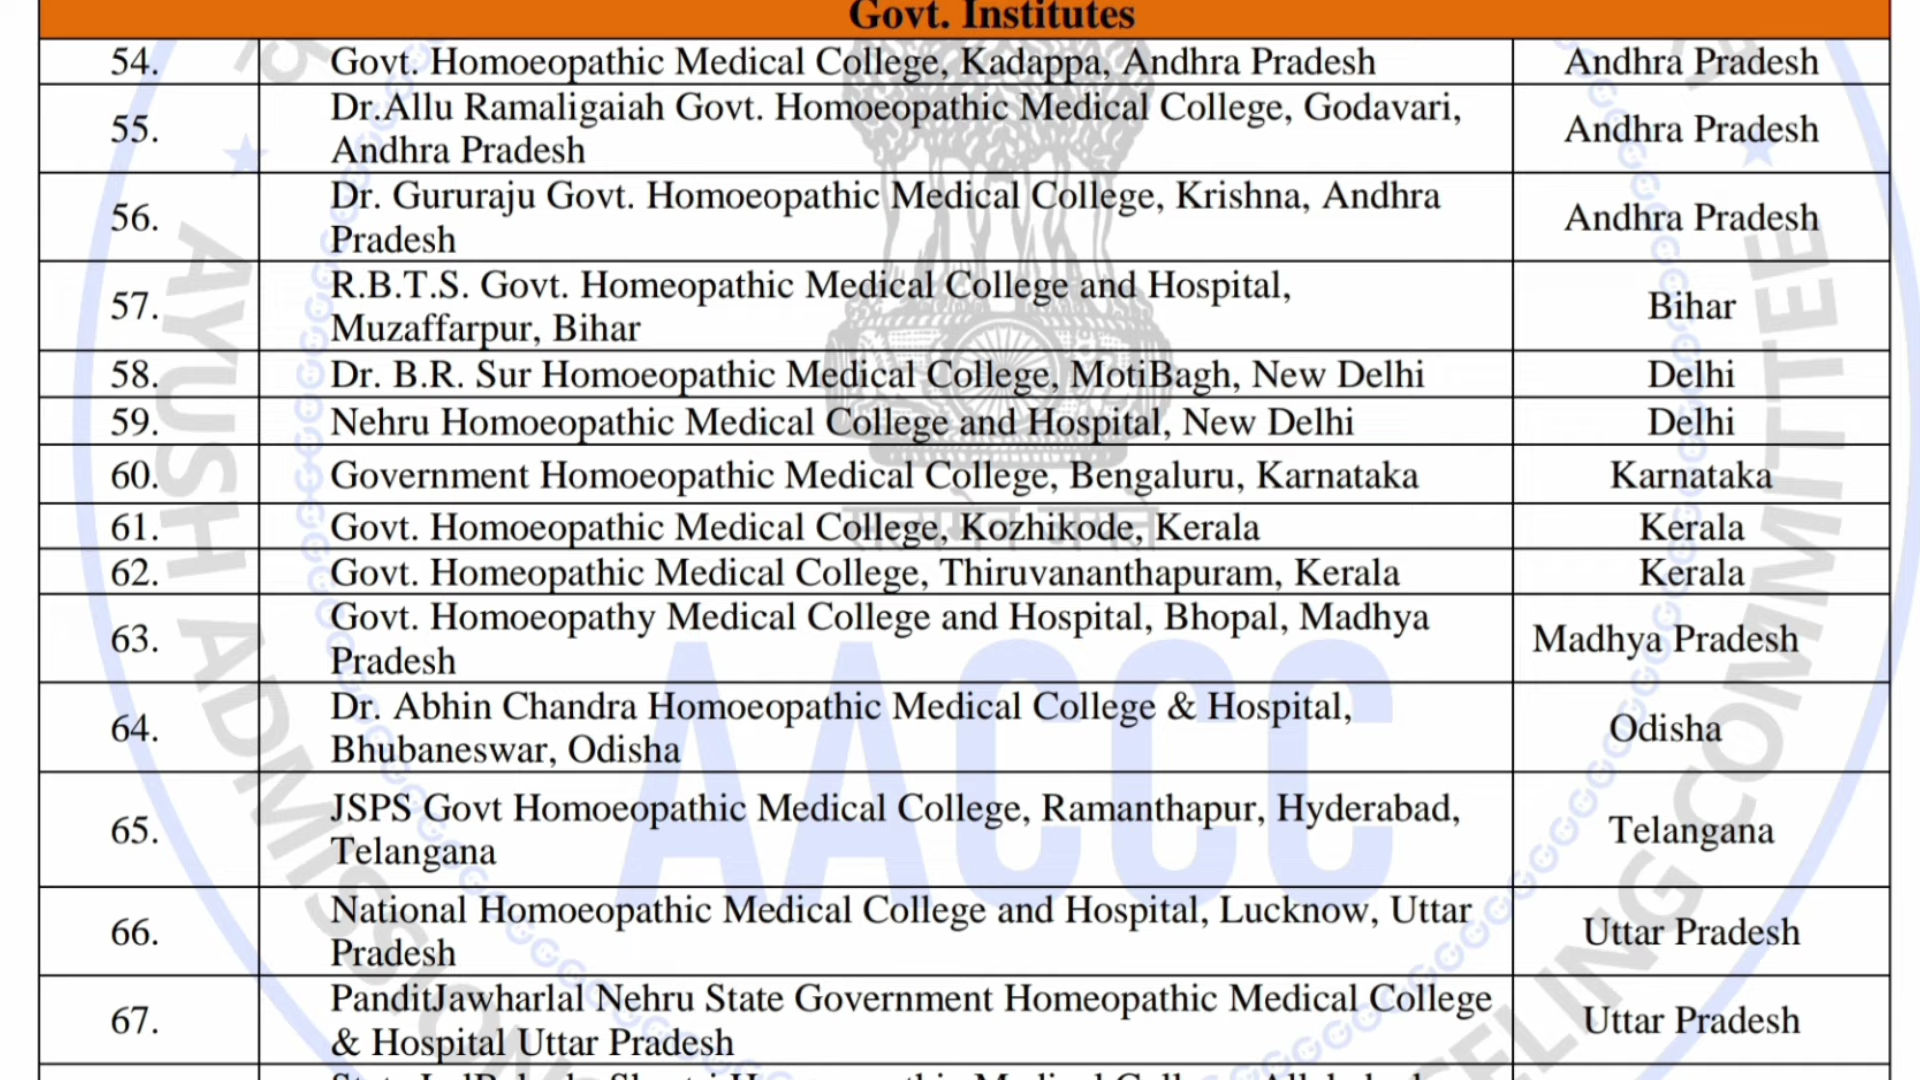 Govt. Institutes
54. Govt. Homoeopathic Medical College, Kadappa, Andhra Pradesh Andhra Pradesh
55. Dr.Allu Ramaligaiah Govt. Homoeopathic Medical College, Godavari,
Andhra Pradesh Andhra Pradesh
56. Dr. Gururaju Govt. Homoeopathic Medical College, Krishna, Andhra
Pradesh Andhra Pradesh
57. R.B.T.S. Govt. Homeopathic Medical College and Hospital,
Muzaffarpur, Bihar Bihar
58. Dr. B.R. Sur Homoeopathic Medical College, MotiBagh, New Delhi Delhi
59. Nehru Homoeopathic Medical College and Hospital, New Delhi Delhi
60. Government Homoeopathic Medical College, Bengaluru, Karnataka Karnataka
61. Govt. Homoeopathic Medical College, Kozhikode, Kerala Kerala
62. Govt. Homeopathic Medical College, Thiruvananthapuram, Kerala Kerala
63. Govt. Homoeopathy Medical College and Hospital, Bhopal, Madhya
Pradesh Madhya Pradesh
64. Dr. Abhin Chandra Homoeopathic Medical College & Hospital,
Bhubaneswar, Odisha Odisha
65. JSPS Govt Homoeopathic Medical College, Ramanthapur, Hyderabad,
Telangana Telangana
66. National Homoeopathic Medical College and Hospital, Lucknow, Uttar
Pradesh Uttar Pradesh
67. PanditJawharlal Nehru State Government Homeopathic Medical College
& Hospital Uttar Pradesh Uttar Pradesh
AYUSH ADMISSION
COMMITTEE
AACCC